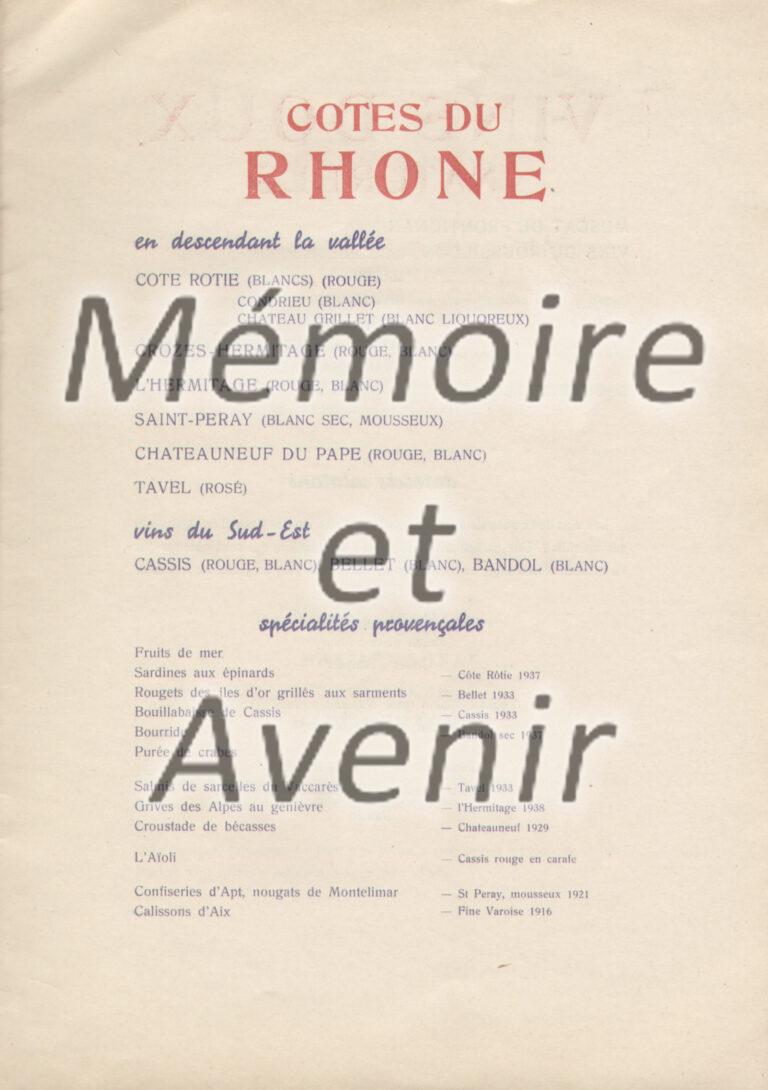 COTES DU
RHONE
en descendant la vallée
COTE ROTIE (BLANCS) (ROUGE)
CONDRIEU (BLANC)
CHATEAU GRILLET (BLANC LIQUOREUX)
CROZES-HERMITAGE (ROUGE, BLANC)
L'HERMITAGE (ROUGE, BLANC)
SAINT-PERAY (BLANC SEC, MOUSSEUX)
CHATEAUNEUF DU PAPE (ROUGE, BLANC)
TAVEL (ROSÉ)
vins du Sud-Est
CASSIS (ROUGE, BLANC), BELLET (BLANC), BANDOL (BLANC)
spécialités provençales
Fruits de mer
Sardines aux épinards — Côte Rôtie 1937
Rougets des îles d'or grillés aux sarments — Bellet 1933
Bouillabaisse de Cassis — Cassis 1933
Bourride — Bandol sec 1937
Purée de crabes
Salmis de sarcelles du Vaccarès — Tavel 1933
Grives des Alpes au genièvre — l'Hermitage 1938
Croustade de bécasses — Chateauneuf 1929
L'Aïoli — Cassis rouge en carafe
Confiseries d'Apt, nougats de Montelimar — St Peray, mousseux 1921
Calissons d'Aix — Fine Varoise 1916
Mémoire
et
Avenir